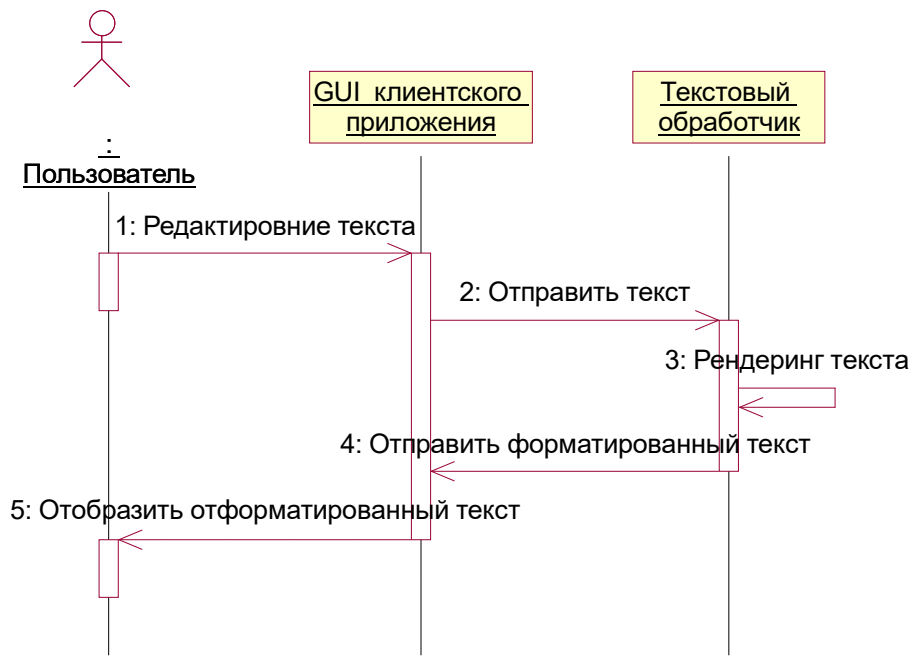 :
Пользователь
GUI клиентского
приложения
Текстовый
обработчик
1: Редактировние текста
2: Отправить текст
3: Рендеринг текста
4: Отправить форматированный текст
5: Отобразить отформатированный текст